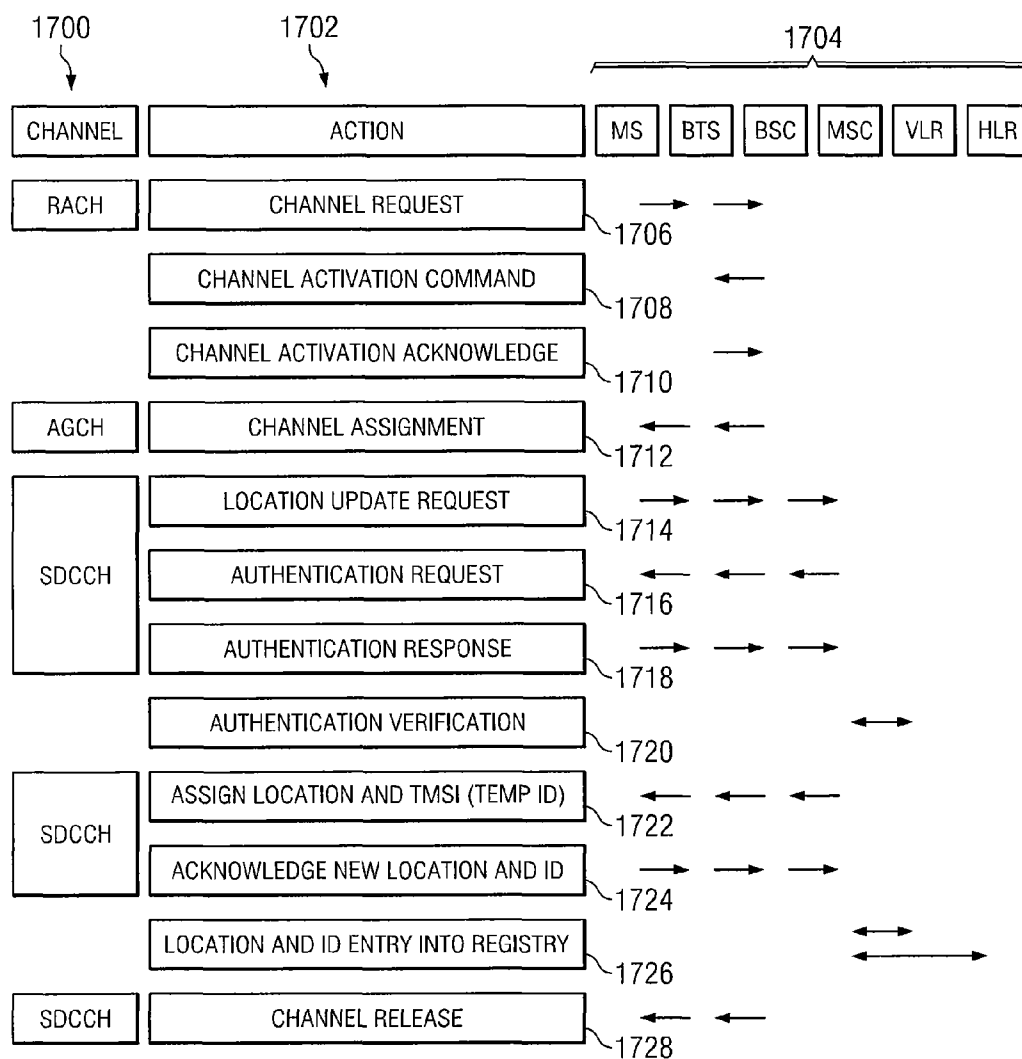 1700 1702 1704
CHANNEL ACTION MS BTS BSC MSC VLR HLR
RACH CHANNEL REQUEST 1706
CHANNEL ACTIVATION COMMAND 1708
CHANNEL ACTIVATION ACKNOWLEDGE 1710
AGCH CHANNEL ASSIGNMENT 1712
LOCATION UPDATE REQUEST 1714
SDCCH AUTHENTICATION REQUEST 1716
AUTHENTICATION RESPONSE 1718
AUTHENTICATION VERIFICATION 1720
SDCCH ASSIGN LOCATION AND TMSI (TEMP ID) 1722
ACKNOWLEDGE NEW LOCATION AND ID 1724
LOCATION AND ID ENTRY INTO REGISTRY 1726
SDCCH CHANNEL RELEASE 1728